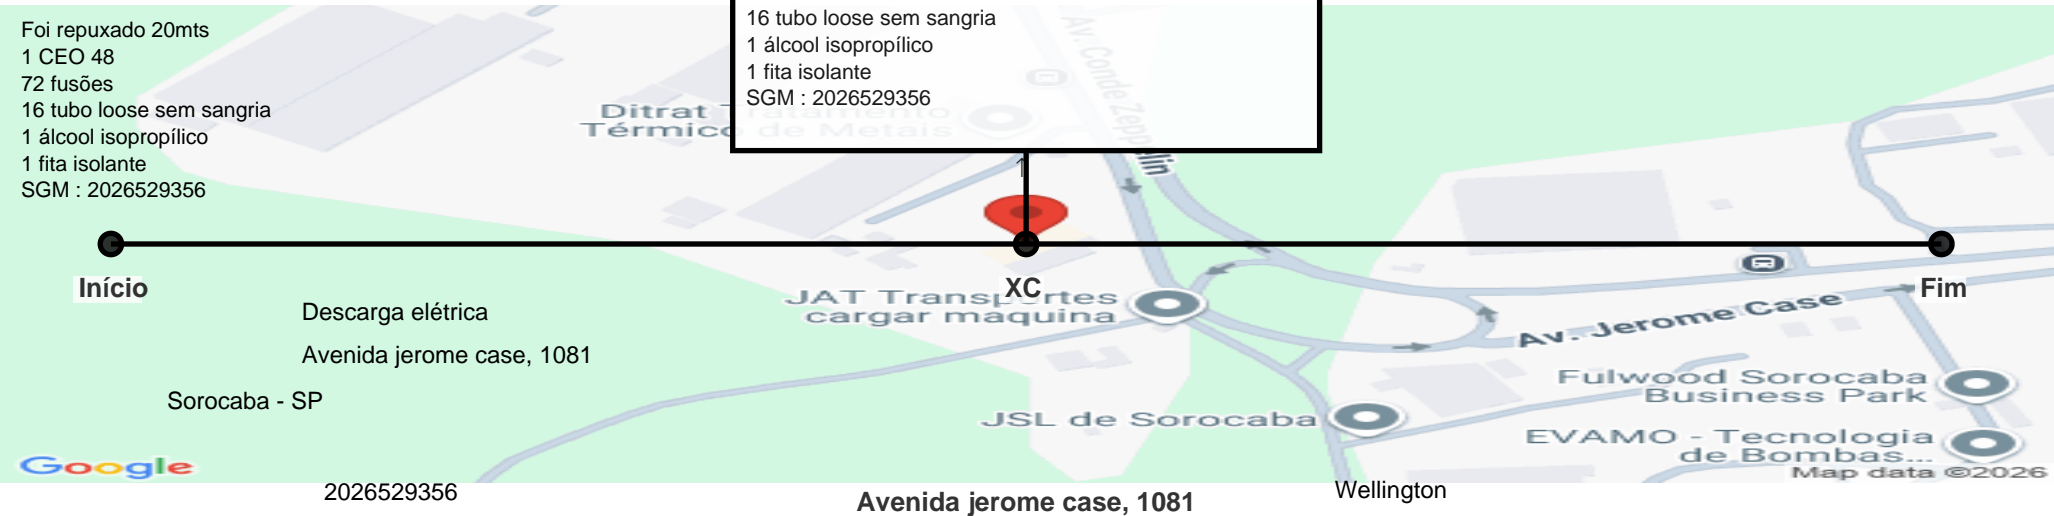 Foi repuxado 20mts
1 CEO 48
72 fusões
16 tubo loose sem sangria
1 álcool isopropílico
1 fita isolante
SGM : 2026529356
16 tubo loose sem sangria
1 álcool isopropílico
1 fita isolante
SGM : 2026529356
Av. Conde Zeppelin
Ditrat Tratamento
Térmico de Metais
Início
XC
Fim
JAT Transportes
cargar maquina
Av. Jerome Case
Descarga elétrica
Avenida jerome case, 1081
Sorocaba - SP
Fulwood Sorocaba
Business Park
JSL de Sorocaba
EVAMO - Tecnologia
de Bombas...
Google
Map data ©2026
2026529356
Avenida jerome case, 1081
Wellington